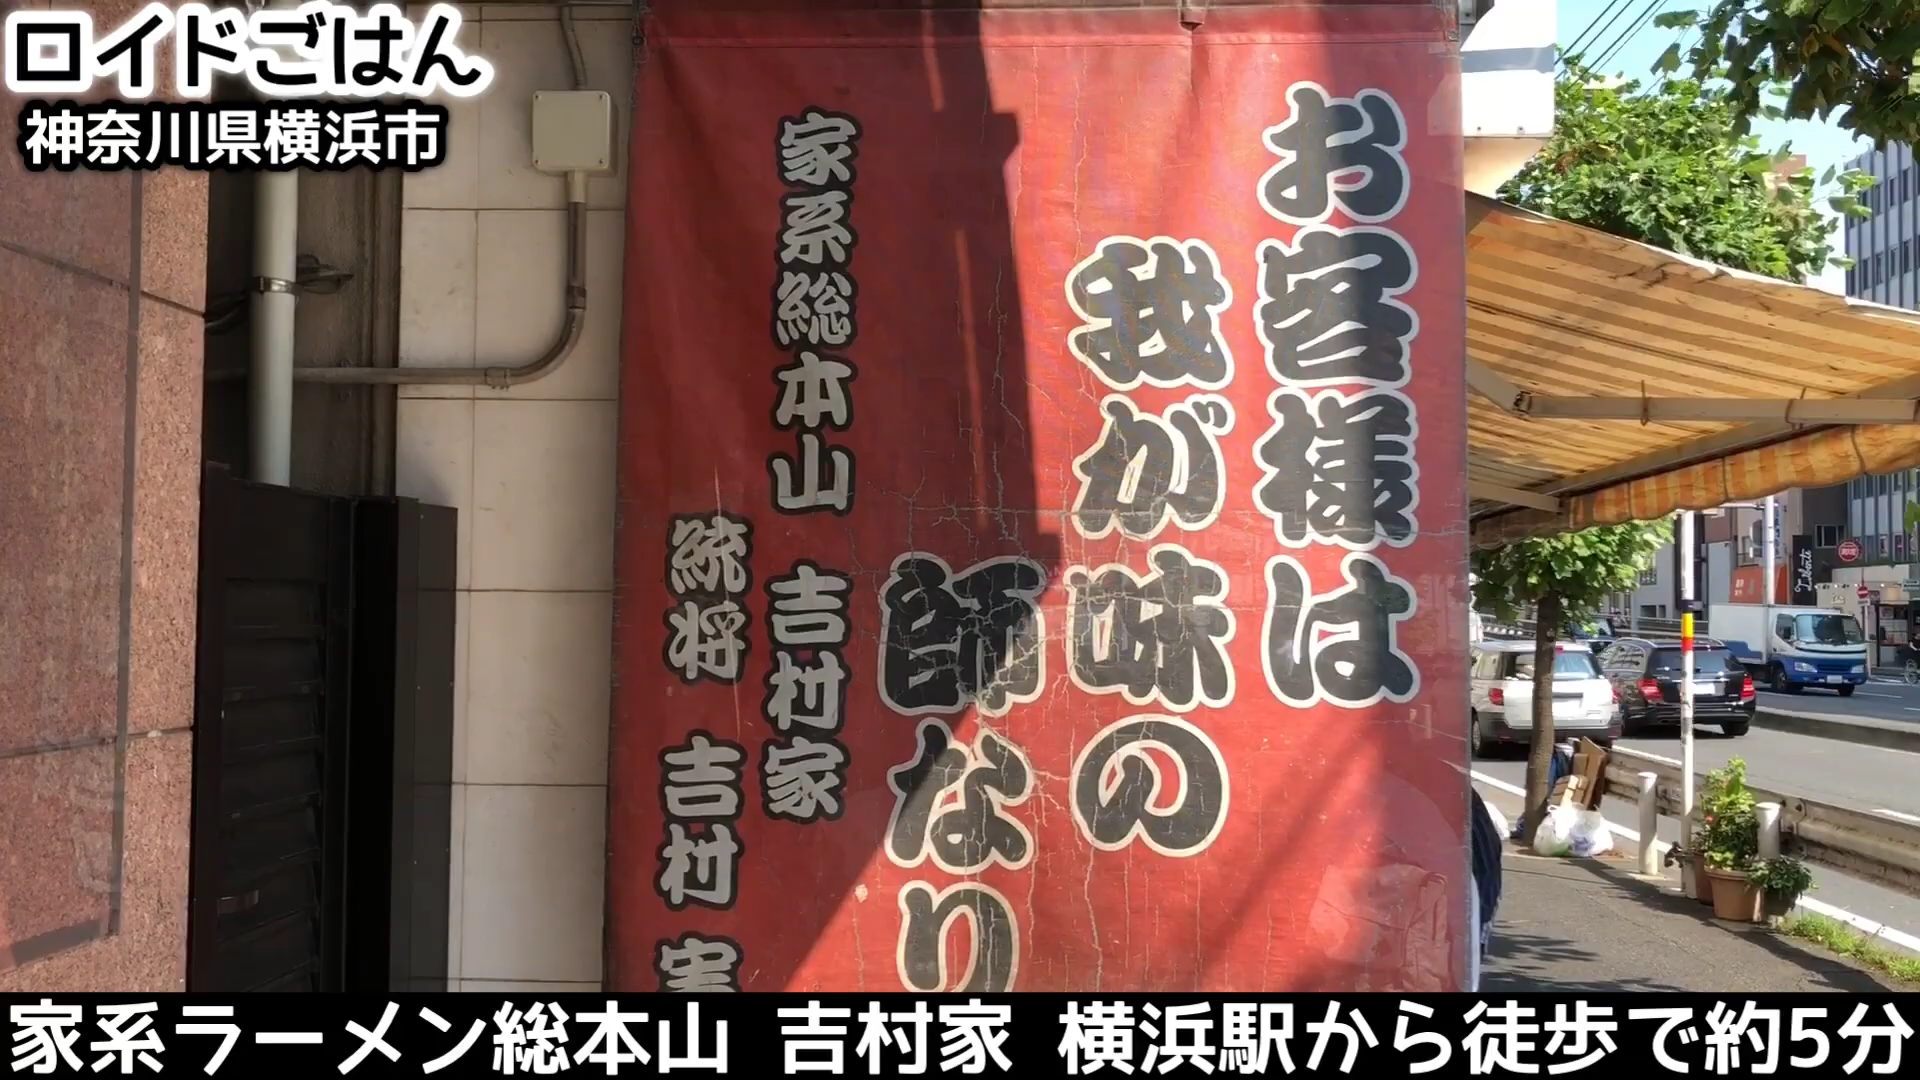 ロイドごはん
神奈川県横浜市
お客様は
我が味の
師なり
家系総本山 吉村家
統将 吉村 実
Liberte
家系ラーメン総本山 吉村家 横浜駅から徒歩で約5分